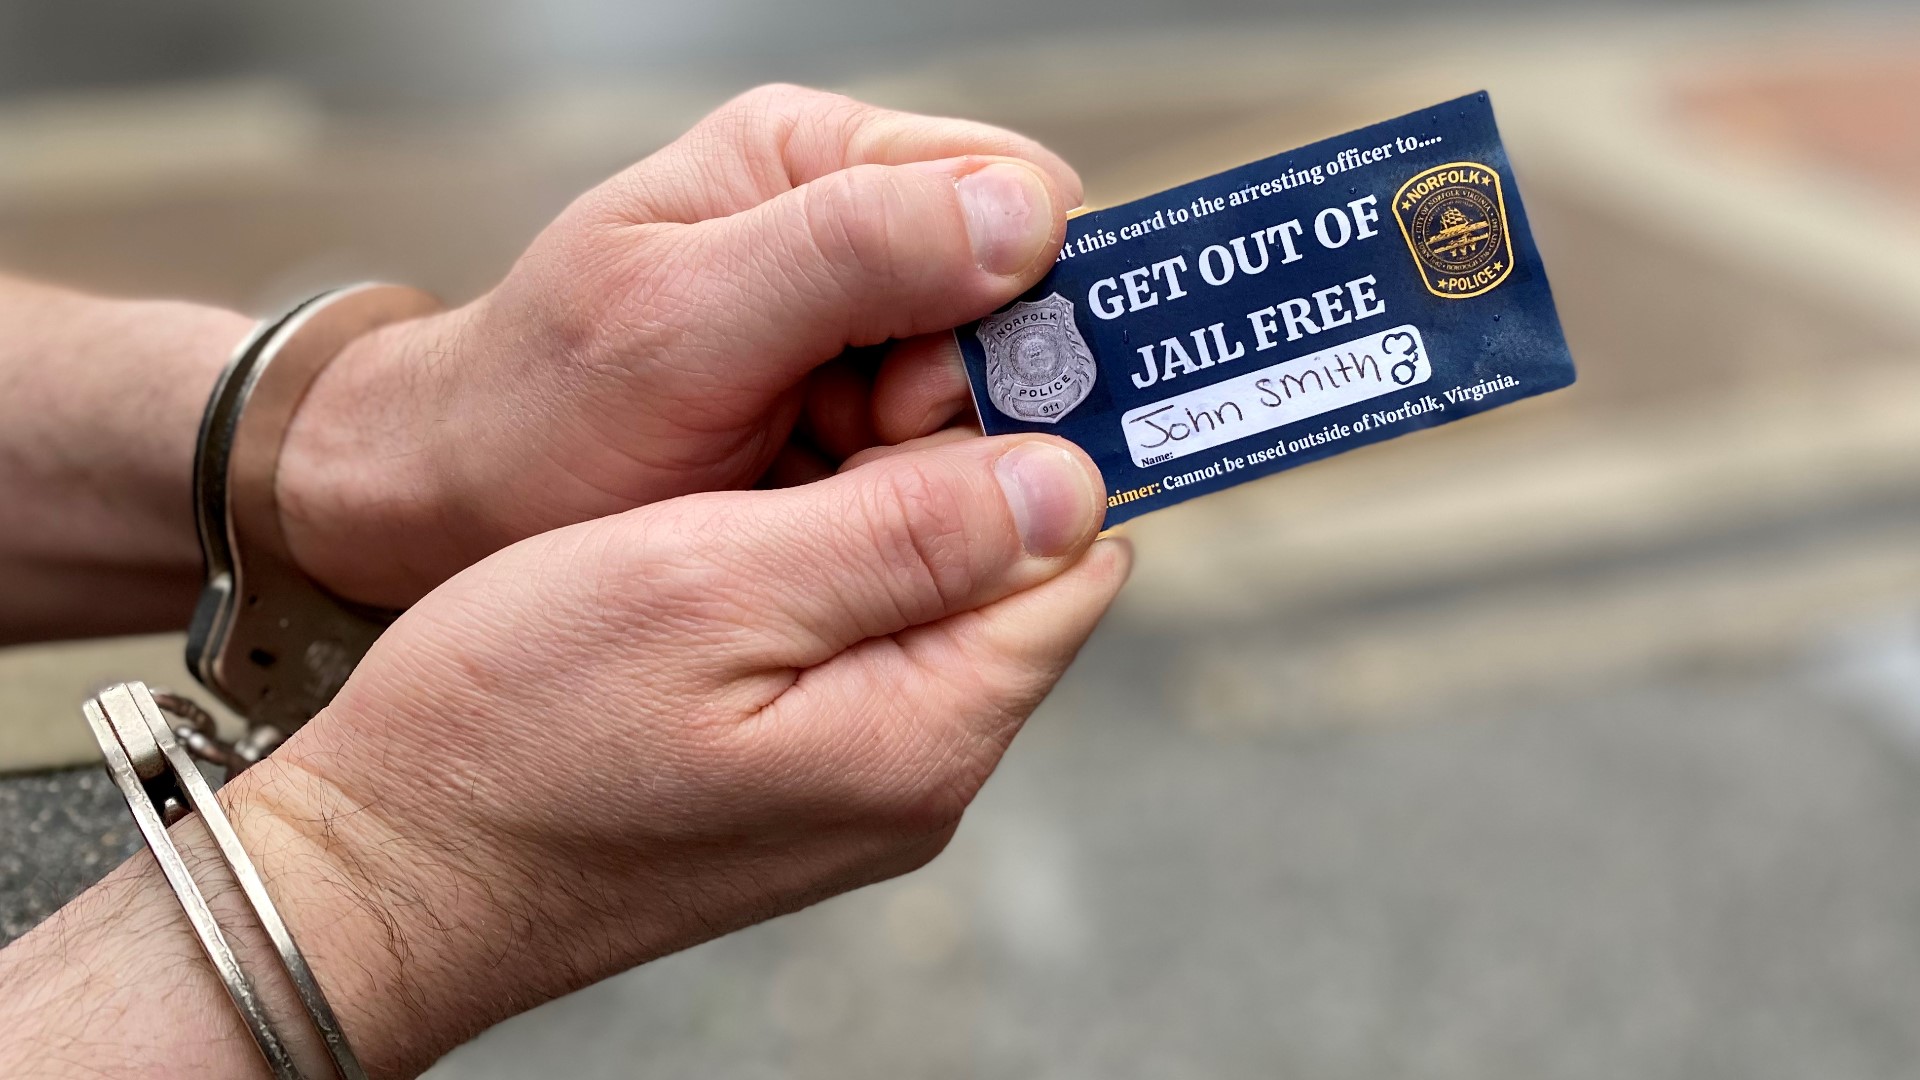 this card to the arresting officer to....
GET OUT OF
JAIL FREE
John Smith
Name:
Cannot be used outside of Norfolk, Virginia.
NORFOLK
POLICE
911
NORFOLK
POLICE